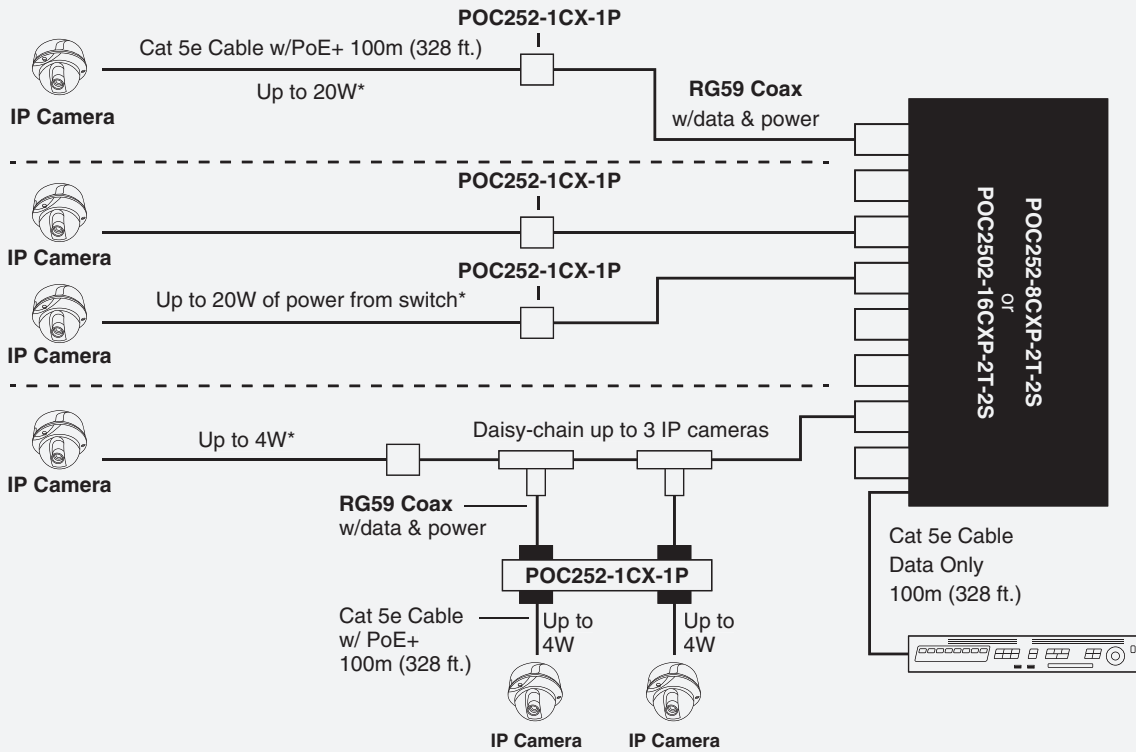 POC252-1CX-1P
Cat 5e Cable w/PoE+ 100m (328 ft.)
Up to 20W*
IP Camera
RG59 Coax
w/data & power
POC252-1CX-1P
IP Camera
POC252-1CX-1P
Up to 20W of power from switch*
IP Camera
POC252-8CXP-2T-2S
or
POC2502-16CXP-2T-2S
Up to 4W*
Daisy-chain up to 3 IP cameras
IP Camera
RG59 Coax
w/data & power
POC252-1CX-1P
Cat 5e Cable
w/ PoE+
100m (328 ft.)
Up to
4W
Up to
4W
IP Camera
IP Camera
Cat 5e Cable
Data Only
100m (328 ft.)